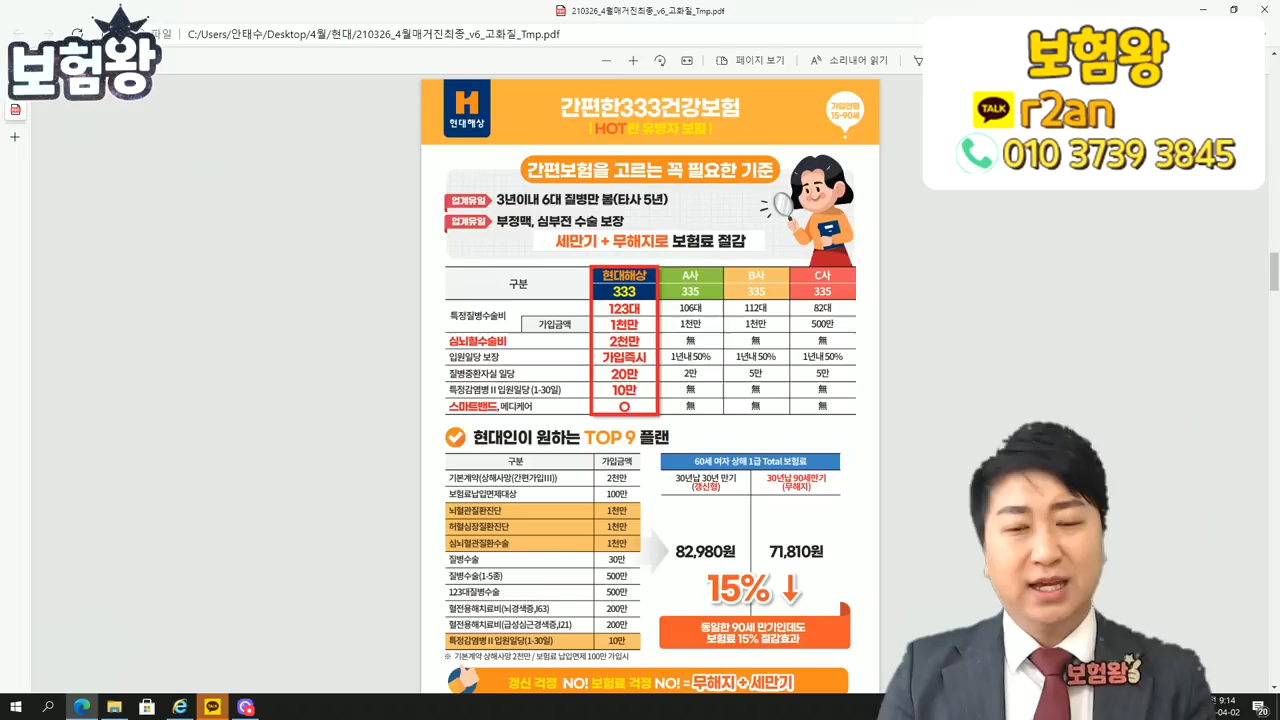 210326_4월매거진최종_v6_고화질_Tmp.pdf
파일
C:/Users/안태수/Desktop/4월/현대/210326_4월매거진최종_v6_고화질_Tmp.pdf
보험왕
페이지 보기
소리내어 읽기
보험왕
TALK
r2an
010 3739 3845
H
현대해상
간편한333건강보험
HOT한 유병자 보험
가입연령
15-90세
간편보험을 고르는 꼭 필요한 기준
업계유일 3년이내 6대 질병만 봄(타사 5년)
업계유일 부정맥, 심부전 수술 보장
세만기 + 무해지로 보험료 절감
구분 현대해상 A사 B사 C사
333 335 335 335
특정질병수술비 123대 106대 112대 82대
가입금액 1천만 1천만 1천만 500만
심뇌혈수술비 2천만 無 無 無
입원일당 보장 가입즉시 1년내 50% 1년내 50% 1년내 50%
질병중환자실 일당 20만 2만 5만 5만
특정감염병 II 입원일당 (1-30일) 10만 無 無 無
스마트밴드, 메디케어 O 無 無 無
현대인이 원하는 TOP 9 플랜
구분 가입금액
기본계약(상해사망(간편가입III)) 2천만
보험료납입면제대상 100만
뇌혈관질환진단 1천만
허혈심장질환진단 1천만
심뇌혈관질환수술 1천만
질병수술 30만
질병수술(1-5종) 500만
123대질병수술 500만
혈전용해치료비(뇌경색증,I63) 200만
혈전용해치료비(급성심근경색증,I21) 200만
특정감염병 II 입원일당(1-30일) 10만
※ 기본계약 상해사망 2천만 / 보험료 납입면제 100만 가입시
60세 여자 상해 1급 Total 보험료
30년납 30년 만기 30년납 90세만기
(갱신형) (무해지)
82,980원 71,810원
15% ↓
동일한 90세 만기인데도
보험료 15% 절감효과
갱신 걱정 NO! 보험료 걱정 NO! = 무해지 + 세만기
보험왕
TALK
9:14
-04-02
20